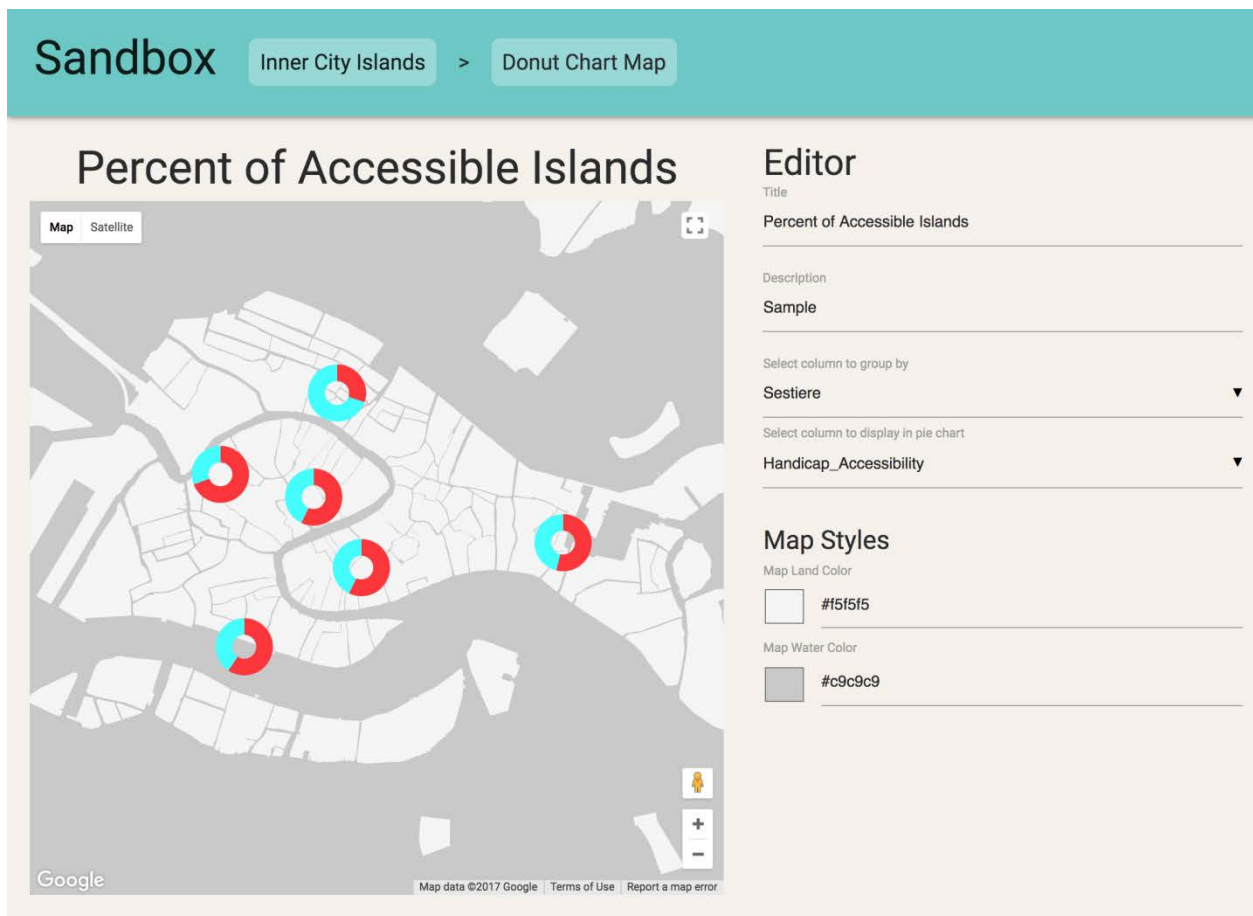 Sandbox
Inner City Islands > Donut Chart Map
Percent of Accessible Islands
Map Satellite
Google
Map data ©2017 Google Terms of Use Report a map error
Editor
Title
Percent of Accessible Islands
Description
Sample
Select column to group by
Sestiere
Select column to display in pie chart
Handicap_Accessibility
Map Styles
Map Land Color
#f5f5f5
Map Water Color
#c9c9c9